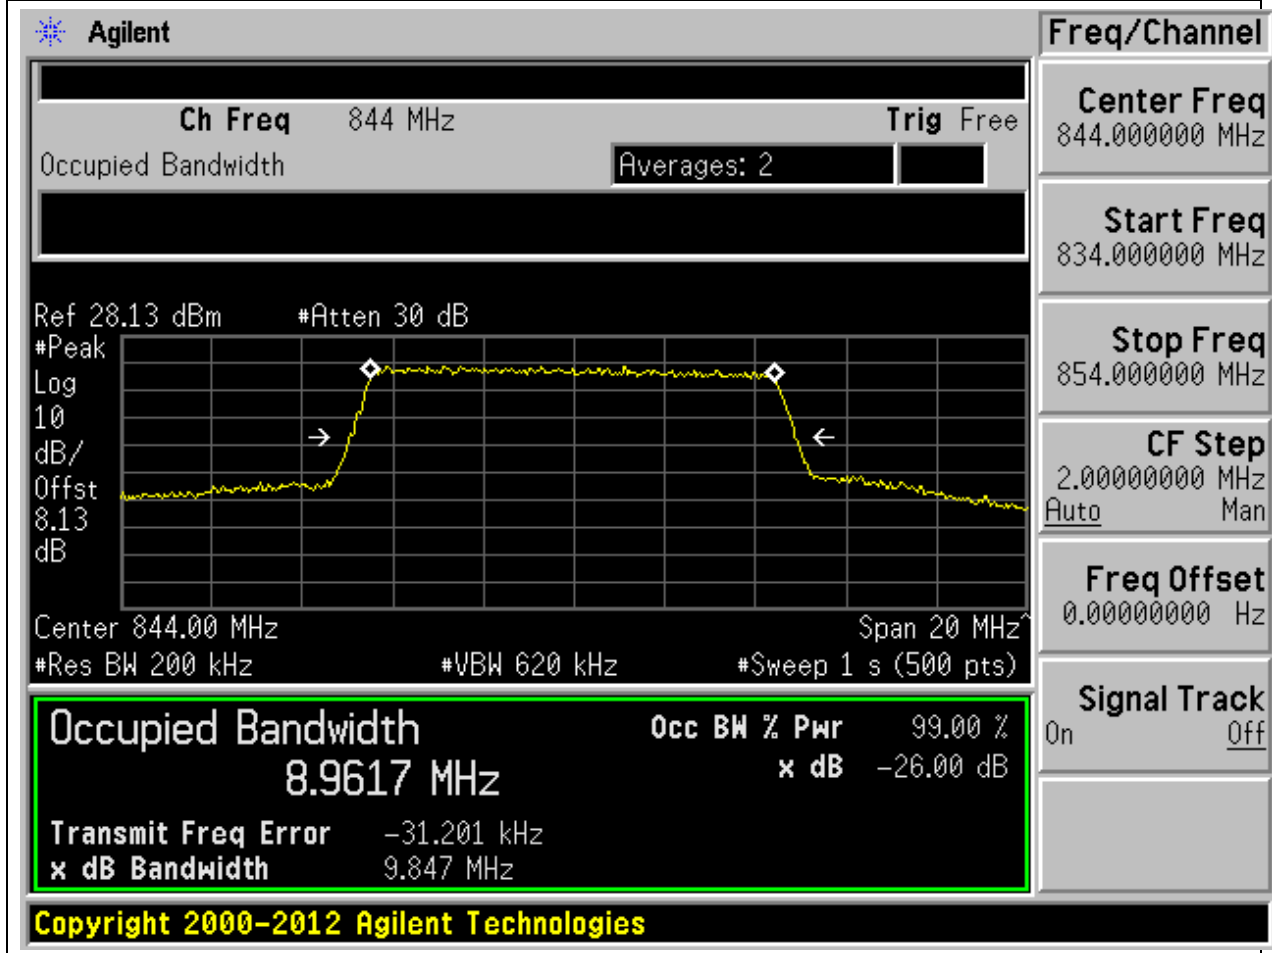 Agilent
Freq/Channel
Ch Freq 844 MHz Trig Free
Occupied Bandwidth Averages: 2
Center Freq
844.000000 MHz
Start Freq
834.000000 MHz
Stop Freq
854.000000 MHz
CF Step
2.00000000 MHz
Auto Man
Freq Offset
0.00000000 Hz
Signal Track
On Off
Ref 28.13 dBm #Atten 30 dB
#Peak
Log
10
dB/
Offst
8.13
dB
Center 844.00 MHz Span 20 MHz^
#Res BW 200 kHz #VBW 620 kHz #Sweep 1 s (500 pts)
Occupied Bandwidth Occ BW % Pwr 99.00 %
8.9617 MHz x dB -26.00 dB
Transmit Freq Error -31.201 kHz
x dB Bandwidth 9.847 MHz
Copyright 2000-2012 Agilent Technologies